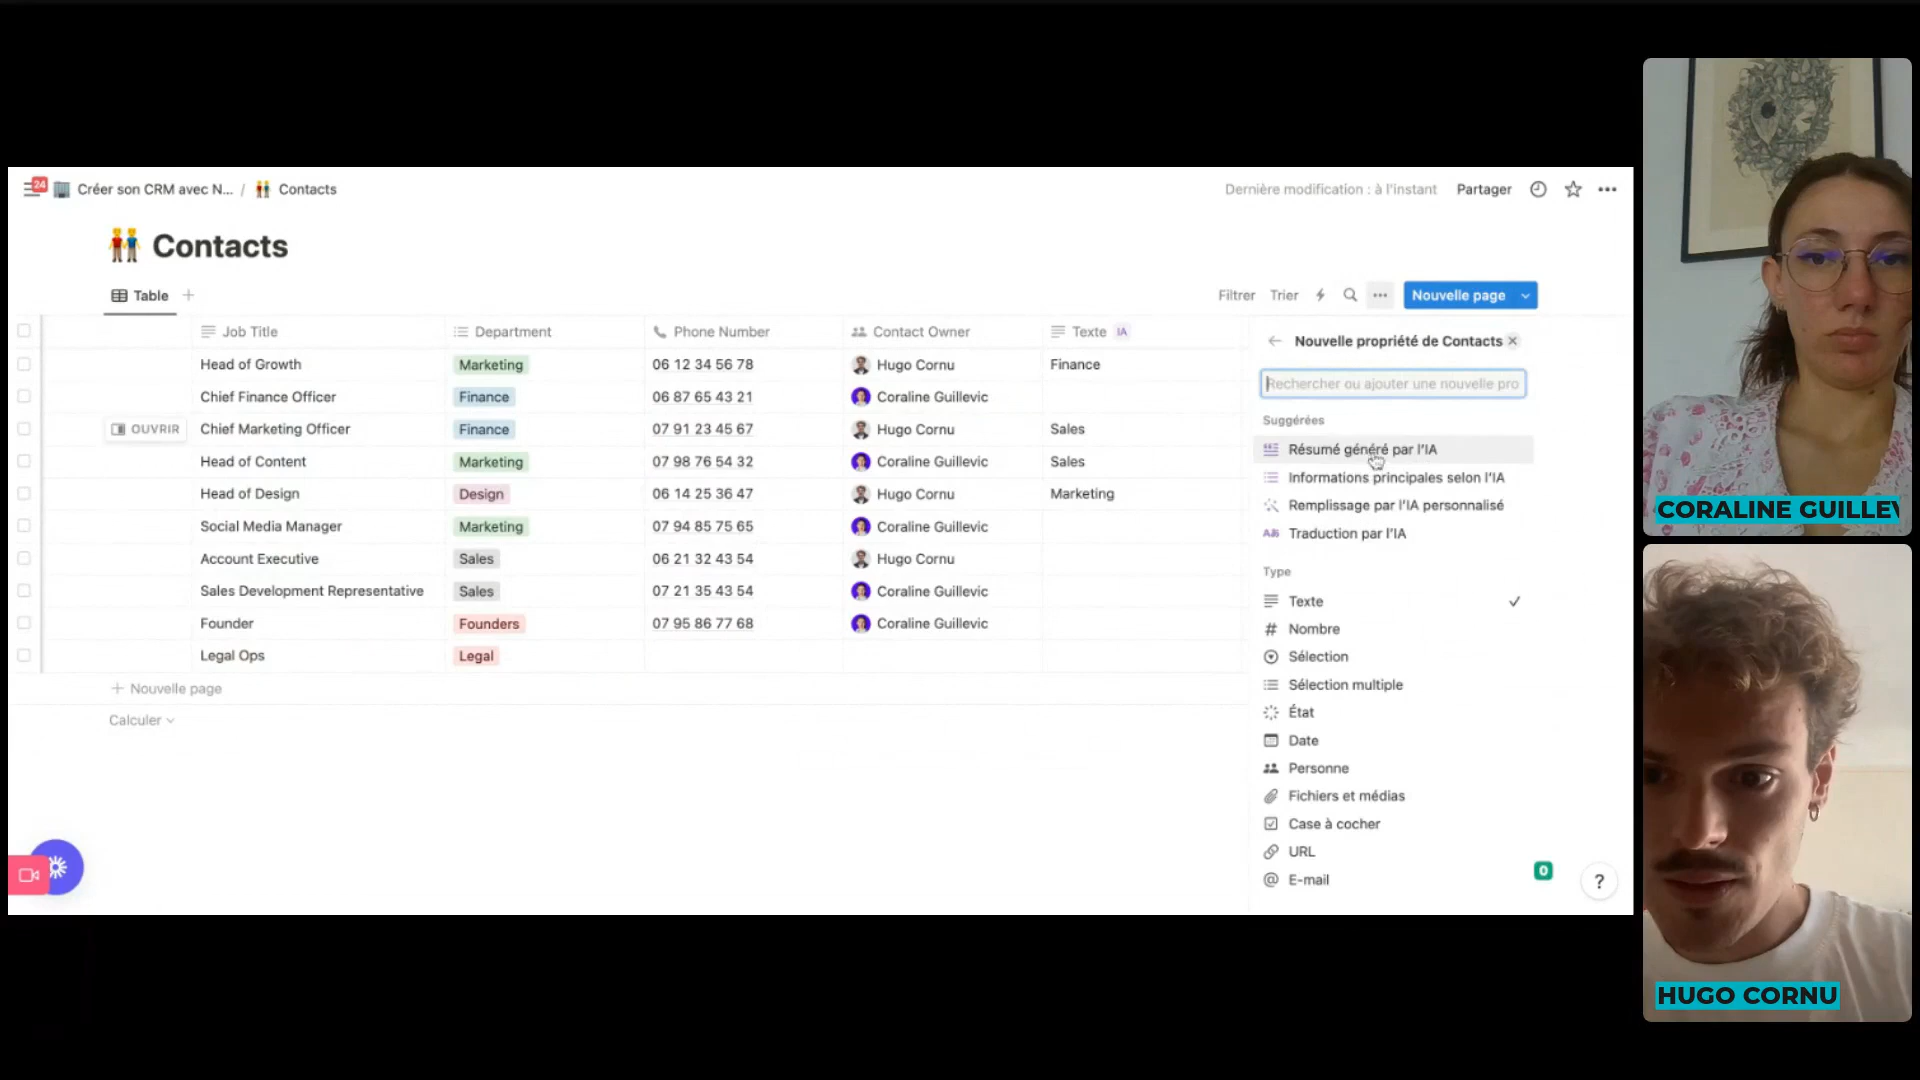 24 Créer son CRM avec N... / Contacts
Dernière modification : à l'instant Partager
Contacts
Table
Filtrer Trier Nouvelle page
Job Title Department Phone Number Contact Owner Texte IA
Head of Growth Marketing 06 12 34 56 78 Hugo Cornu Finance
Chief Finance Officer Finance 06 87 65 43 21 Coraline Guillevic
OUVRIR Chief Marketing Officer Finance 07 91 23 45 67 Hugo Cornu Sales
Head of Content Marketing 07 98 76 54 32 Coraline Guillevic Sales
Head of Design Design 06 14 25 36 47 Hugo Cornu Marketing
Social Media Manager Marketing 07 94 85 75 65 Coraline Guillevic
Account Executive Sales 06 21 32 43 54 Hugo Cornu
Sales Development Representative Sales 07 21 35 43 54 Coraline Guillevic
Founder Founders 07 95 86 77 68 Coraline Guillevic
Legal Ops Legal
Nouvelle page
Calculer
Nouvelle propriété de Contacts
Rechercher ou ajouter une nouvelle pro
Suggérées
Résumé généré par l'IA
Informations principales selon l'IA
Remplissage par l'IA personnalisé
Traduction par l'IA
Type
Texte
Nombre
Sélection
Sélection multiple
État
Date
Personne
Fichiers et médias
Case à cocher
URL
E-mail
0
?
CORALINE GUILLEV
HUGO CORNU